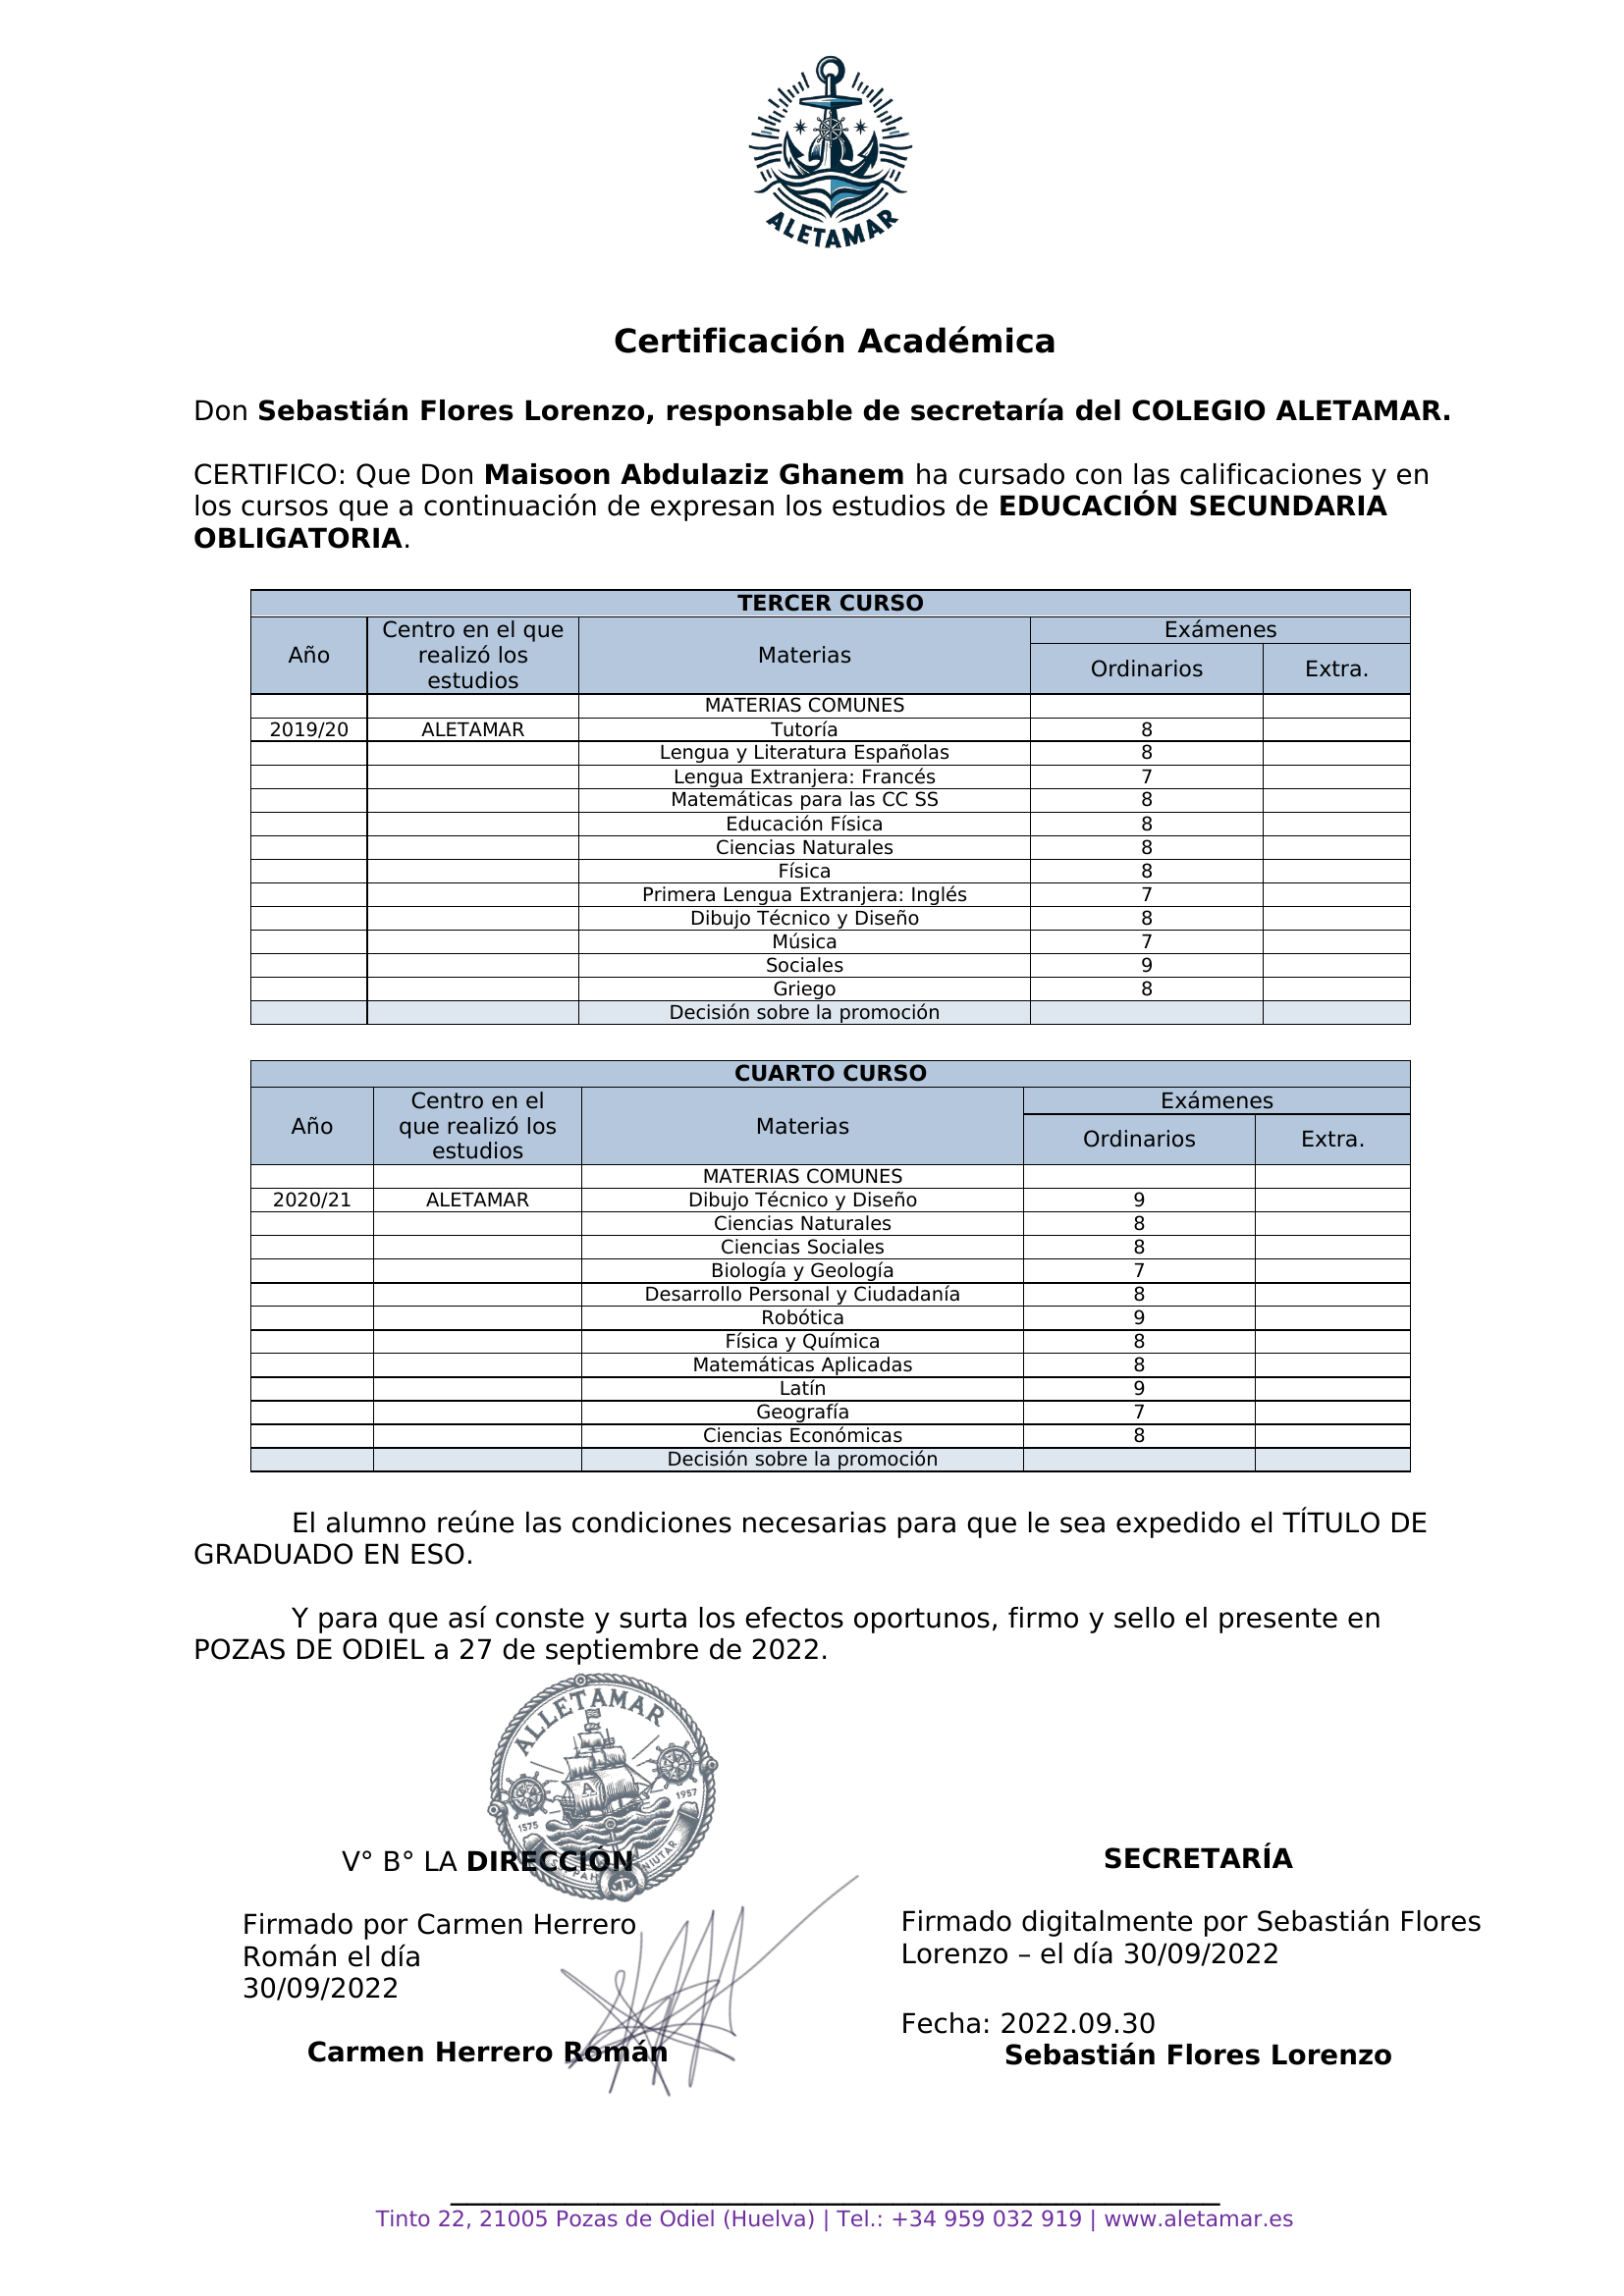 ALETAMAR
Certificación Académica
Don Sebastián Flores Lorenzo, responsable de secretaría del COLEGIO ALETAMAR.
CERTIFICO: Que Don Maisoon Abdulaziz Ghanem ha cursado con las calificaciones y en
los cursos que a continuación de expresan los estudios de EDUCACIÓN SECUNDARIA
OBLIGATORIA.
TERCER CURSO
Año Centro en el que realizó los estudios Materias Exámenes
Ordinarios Extra.
MATERIAS COMUNES
2019/20 ALETAMAR Tutoría 8
Lengua y Literatura Españolas 8
Lengua Extranjera: Francés 7
Matemáticas para las CC SS 8
Educación Física 8
Ciencias Naturales 8
Física 8
Primera Lengua Extranjera: Inglés 7
Dibujo Técnico y Diseño 8
Música 7
Sociales 9
Griego 8
Decisión sobre la promoción
CUARTO CURSO
Año Centro en el que realizó los estudios Materias Exámenes
Ordinarios Extra.
MATERIAS COMUNES
2020/21 ALETAMAR Dibujo Técnico y Diseño 9
Ciencias Naturales 8
Ciencias Sociales 8
Biología y Geología 7
Desarrollo Personal y Ciudadanía 8
Robótica 9
Física y Química 8
Matemáticas Aplicadas 8
Latín 9
Geografía 7
Ciencias Económicas 8
Decisión sobre la promoción
El alumno reúne las condiciones necesarias para que le sea expedido el TÍTULO DE
GRADUADO EN ESO.
Y para que así conste y surta los efectos oportunos, firmo y sello el presente en
POZAS DE ODIEL a 27 de septiembre de 2022.
ALLETAMAR
A
1575 1957
V° B° LA DIRECCIÓN
Firmado por Carmen Herrero
Román el día
30/09/2022
Carmen Herrero Román
SECRETARÍA
Firmado digitalmente por Sebastián Flores
Lorenzo – el día 30/09/2022
Fecha: 2022.09.30
Sebastián Flores Lorenzo
Tinto 22, 21005 Pozas de Odiel (Huelva) | Tel.: +34 959 032 919 | www.aletamar.es